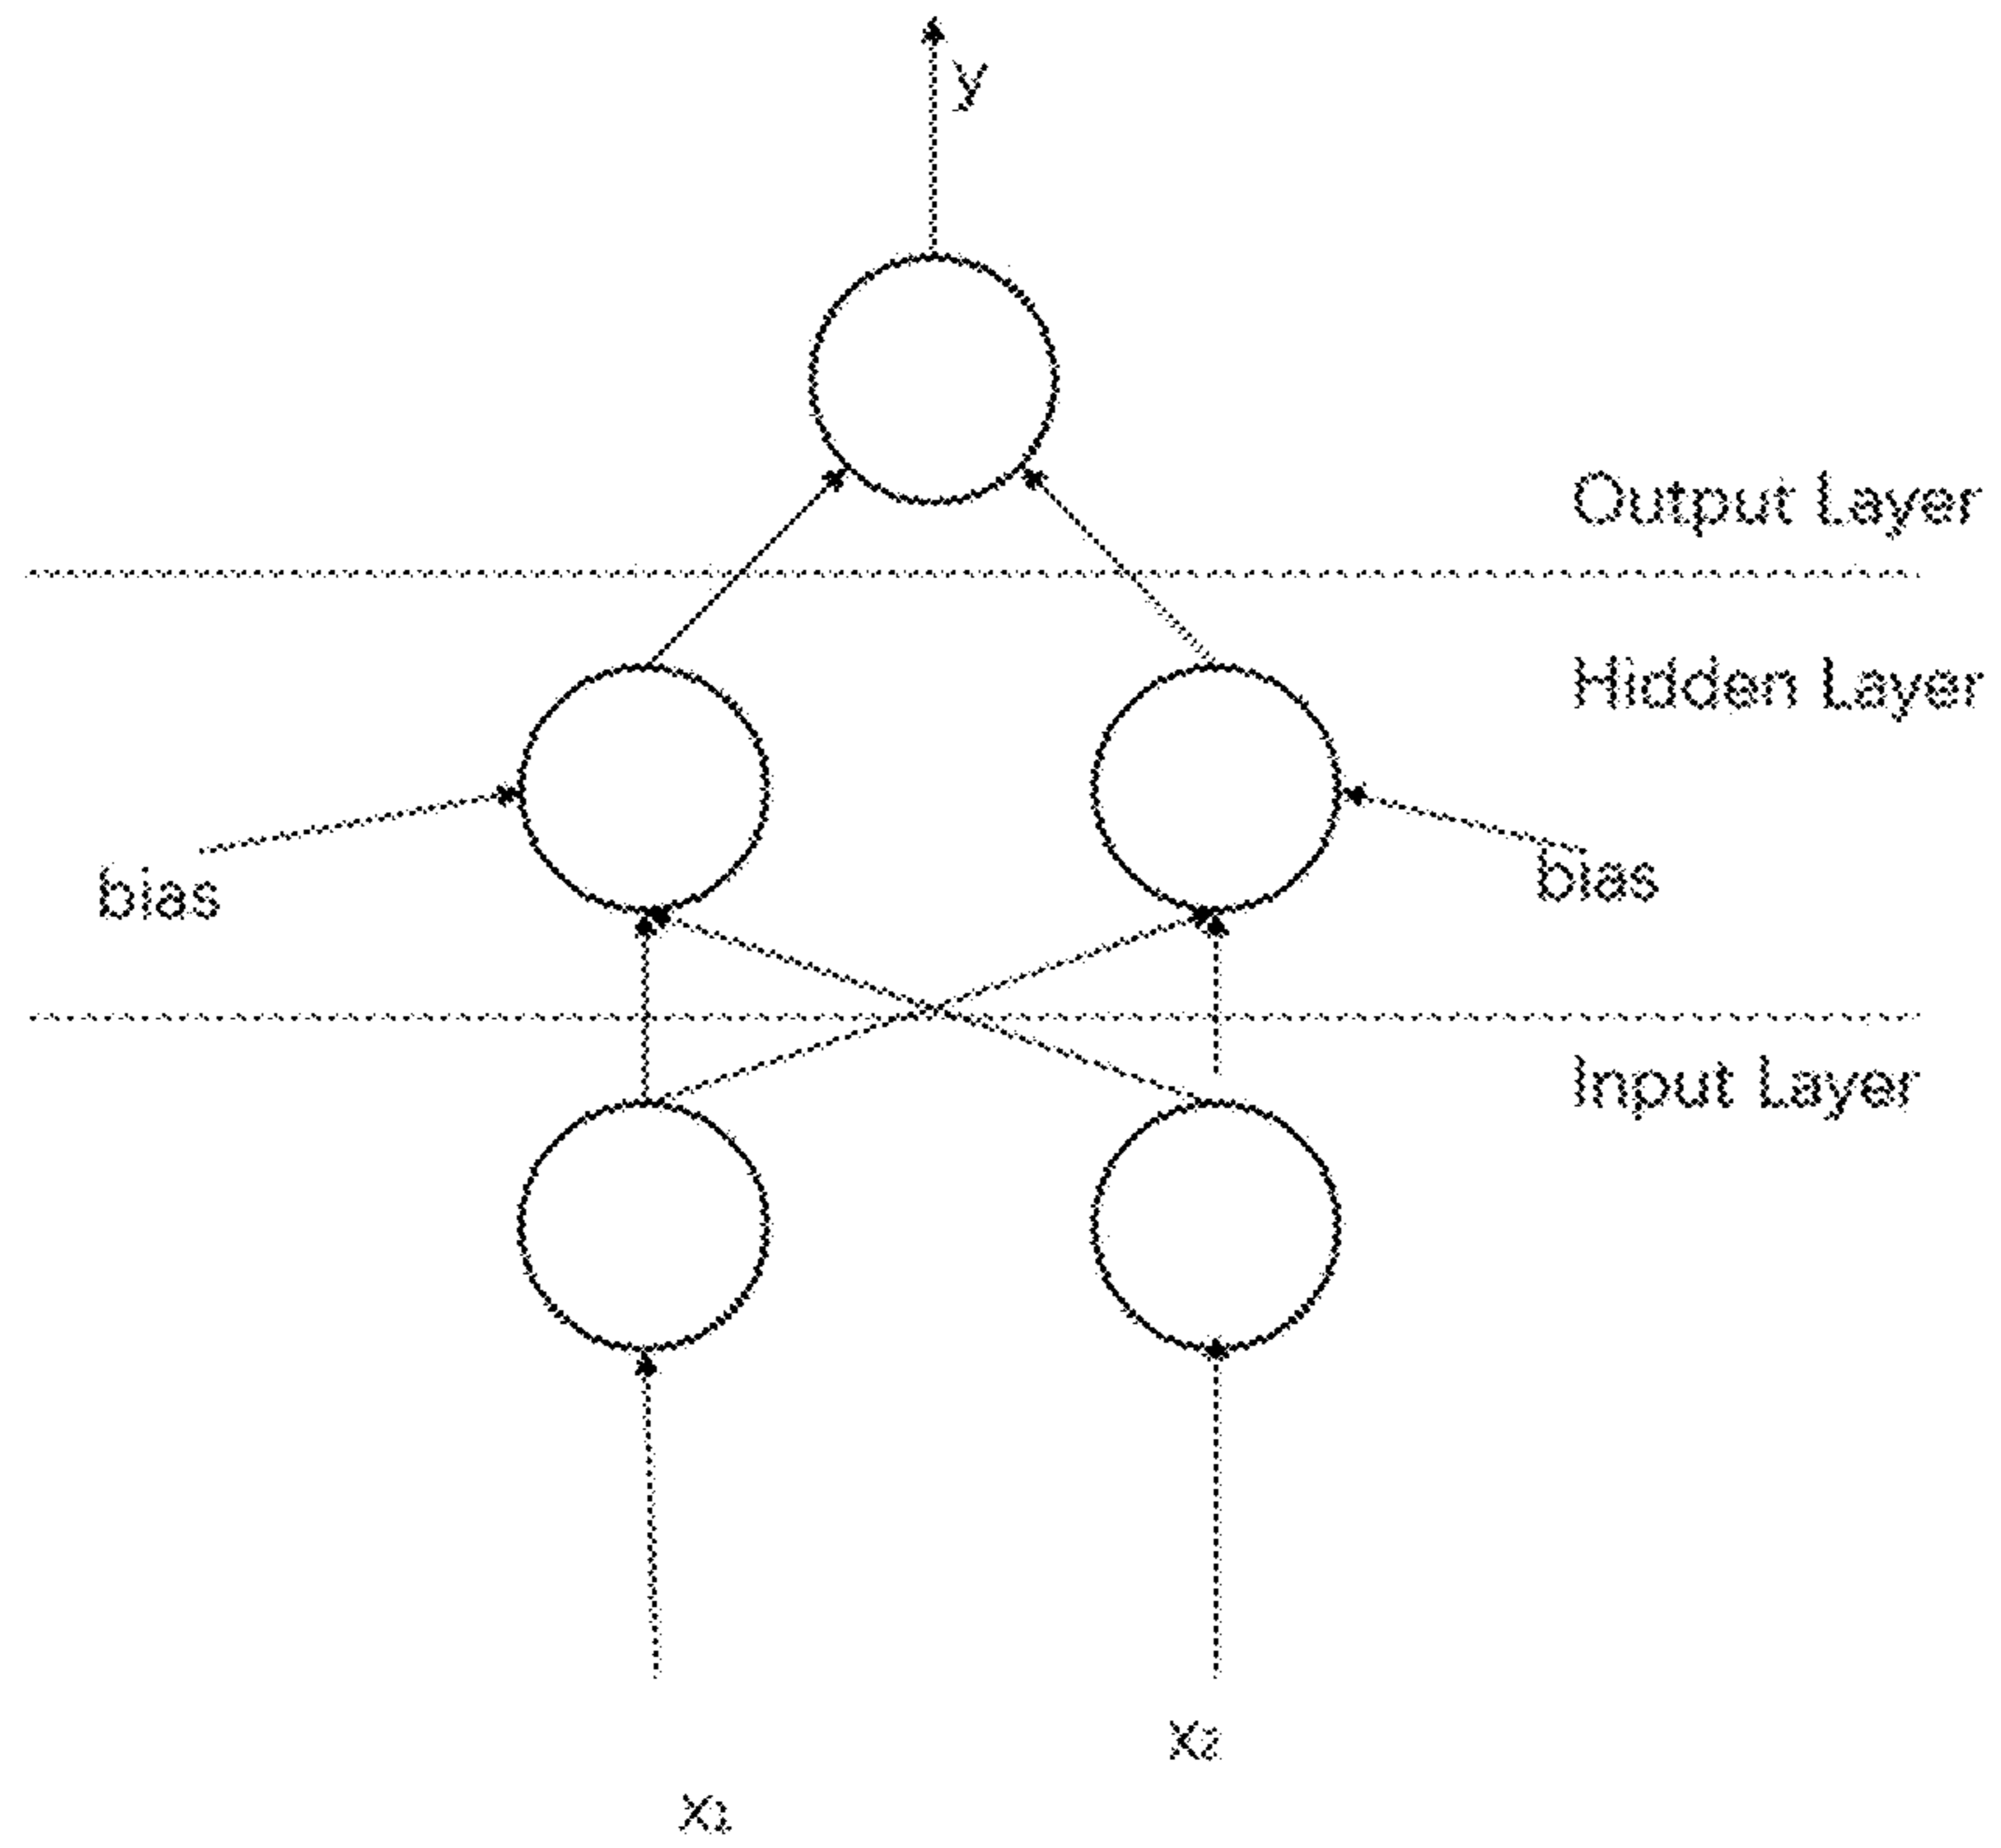 y
Output Layer
Hidden Layer
bias
bias
Input Layer
x₂
x₁